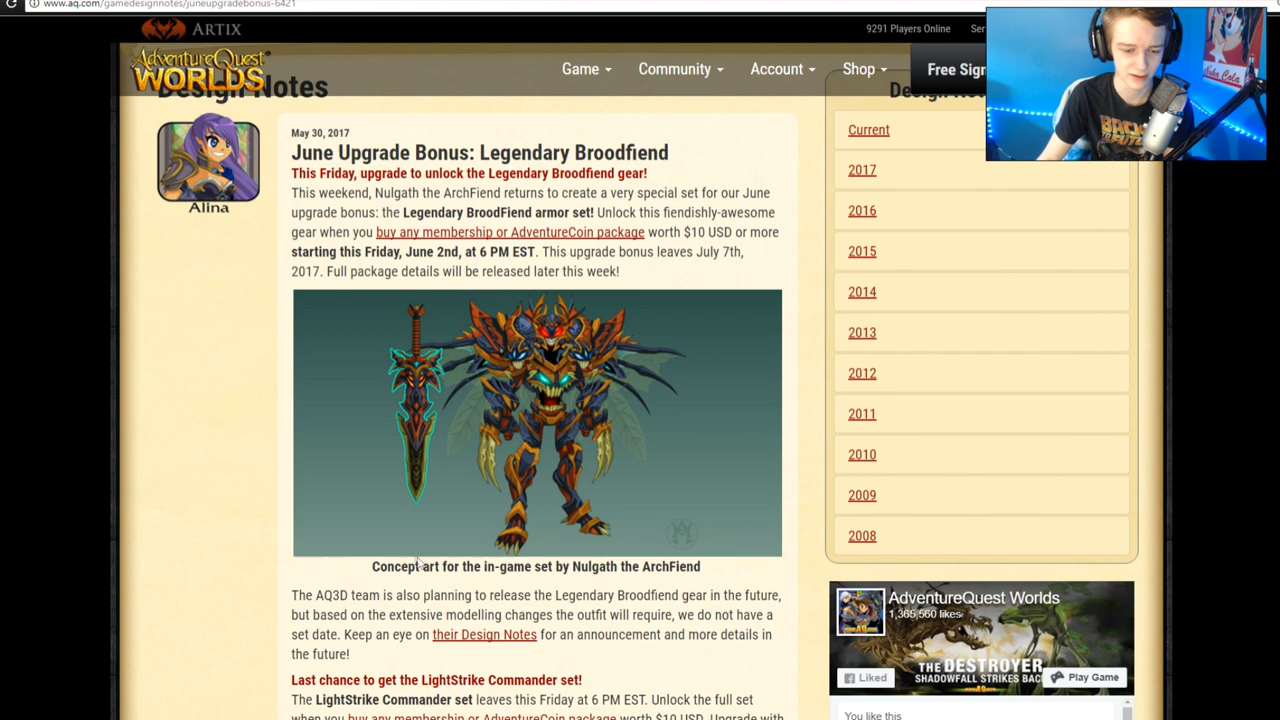 www.aq.com/gamedesignnotes/juneupgradebonus-6421
ARTIX
9291 Players Online
AdventureQuest
WORLDS
Game
Community
Account
Shop
Free Sign
Design Notes
May 30, 2017
June Upgrade Bonus: Legendary Broodfiend
This Friday, upgrade to unlock the Legendary Broodfiend gear!
This weekend, Nulgath the ArchFiend returns to create a very special set for our June
upgrade bonus: the Legendary BroodFiend armor set! Unlock this fiendishly-awesome
gear when you buy any membership or AdventureCoin package worth $10 USD or more
starting this Friday, June 2nd, at 6 PM EST. This upgrade bonus leaves July 7th,
2017. Full package details will be released later this week!
Alina
Concept art for the in-game set by Nulgath the ArchFiend
The AQ3D team is also planning to release the Legendary Broodfiend gear in the future,
but based on the extensive modelling changes the outfit will require, we do not have a
set date. Keep an eye on their Design Notes for an announcement and more details in
the future!
Last chance to get the LightStrike Commander set!
The LightStrike Commander set leaves this Friday at 6 PM EST. Unlock the full set
when you buy any membership or AdventureCoin package worth $10 USD. Upgrade with
Current
2017
2016
2015
2014
2013
2012
2011
2010
2009
2008
AdventureQuest Worlds
1,365,560 likes
THE DESTROYER
SHADOWFALL STRIKES BACK
Liked
Play Game
You like this
BACK
Nuka Cola